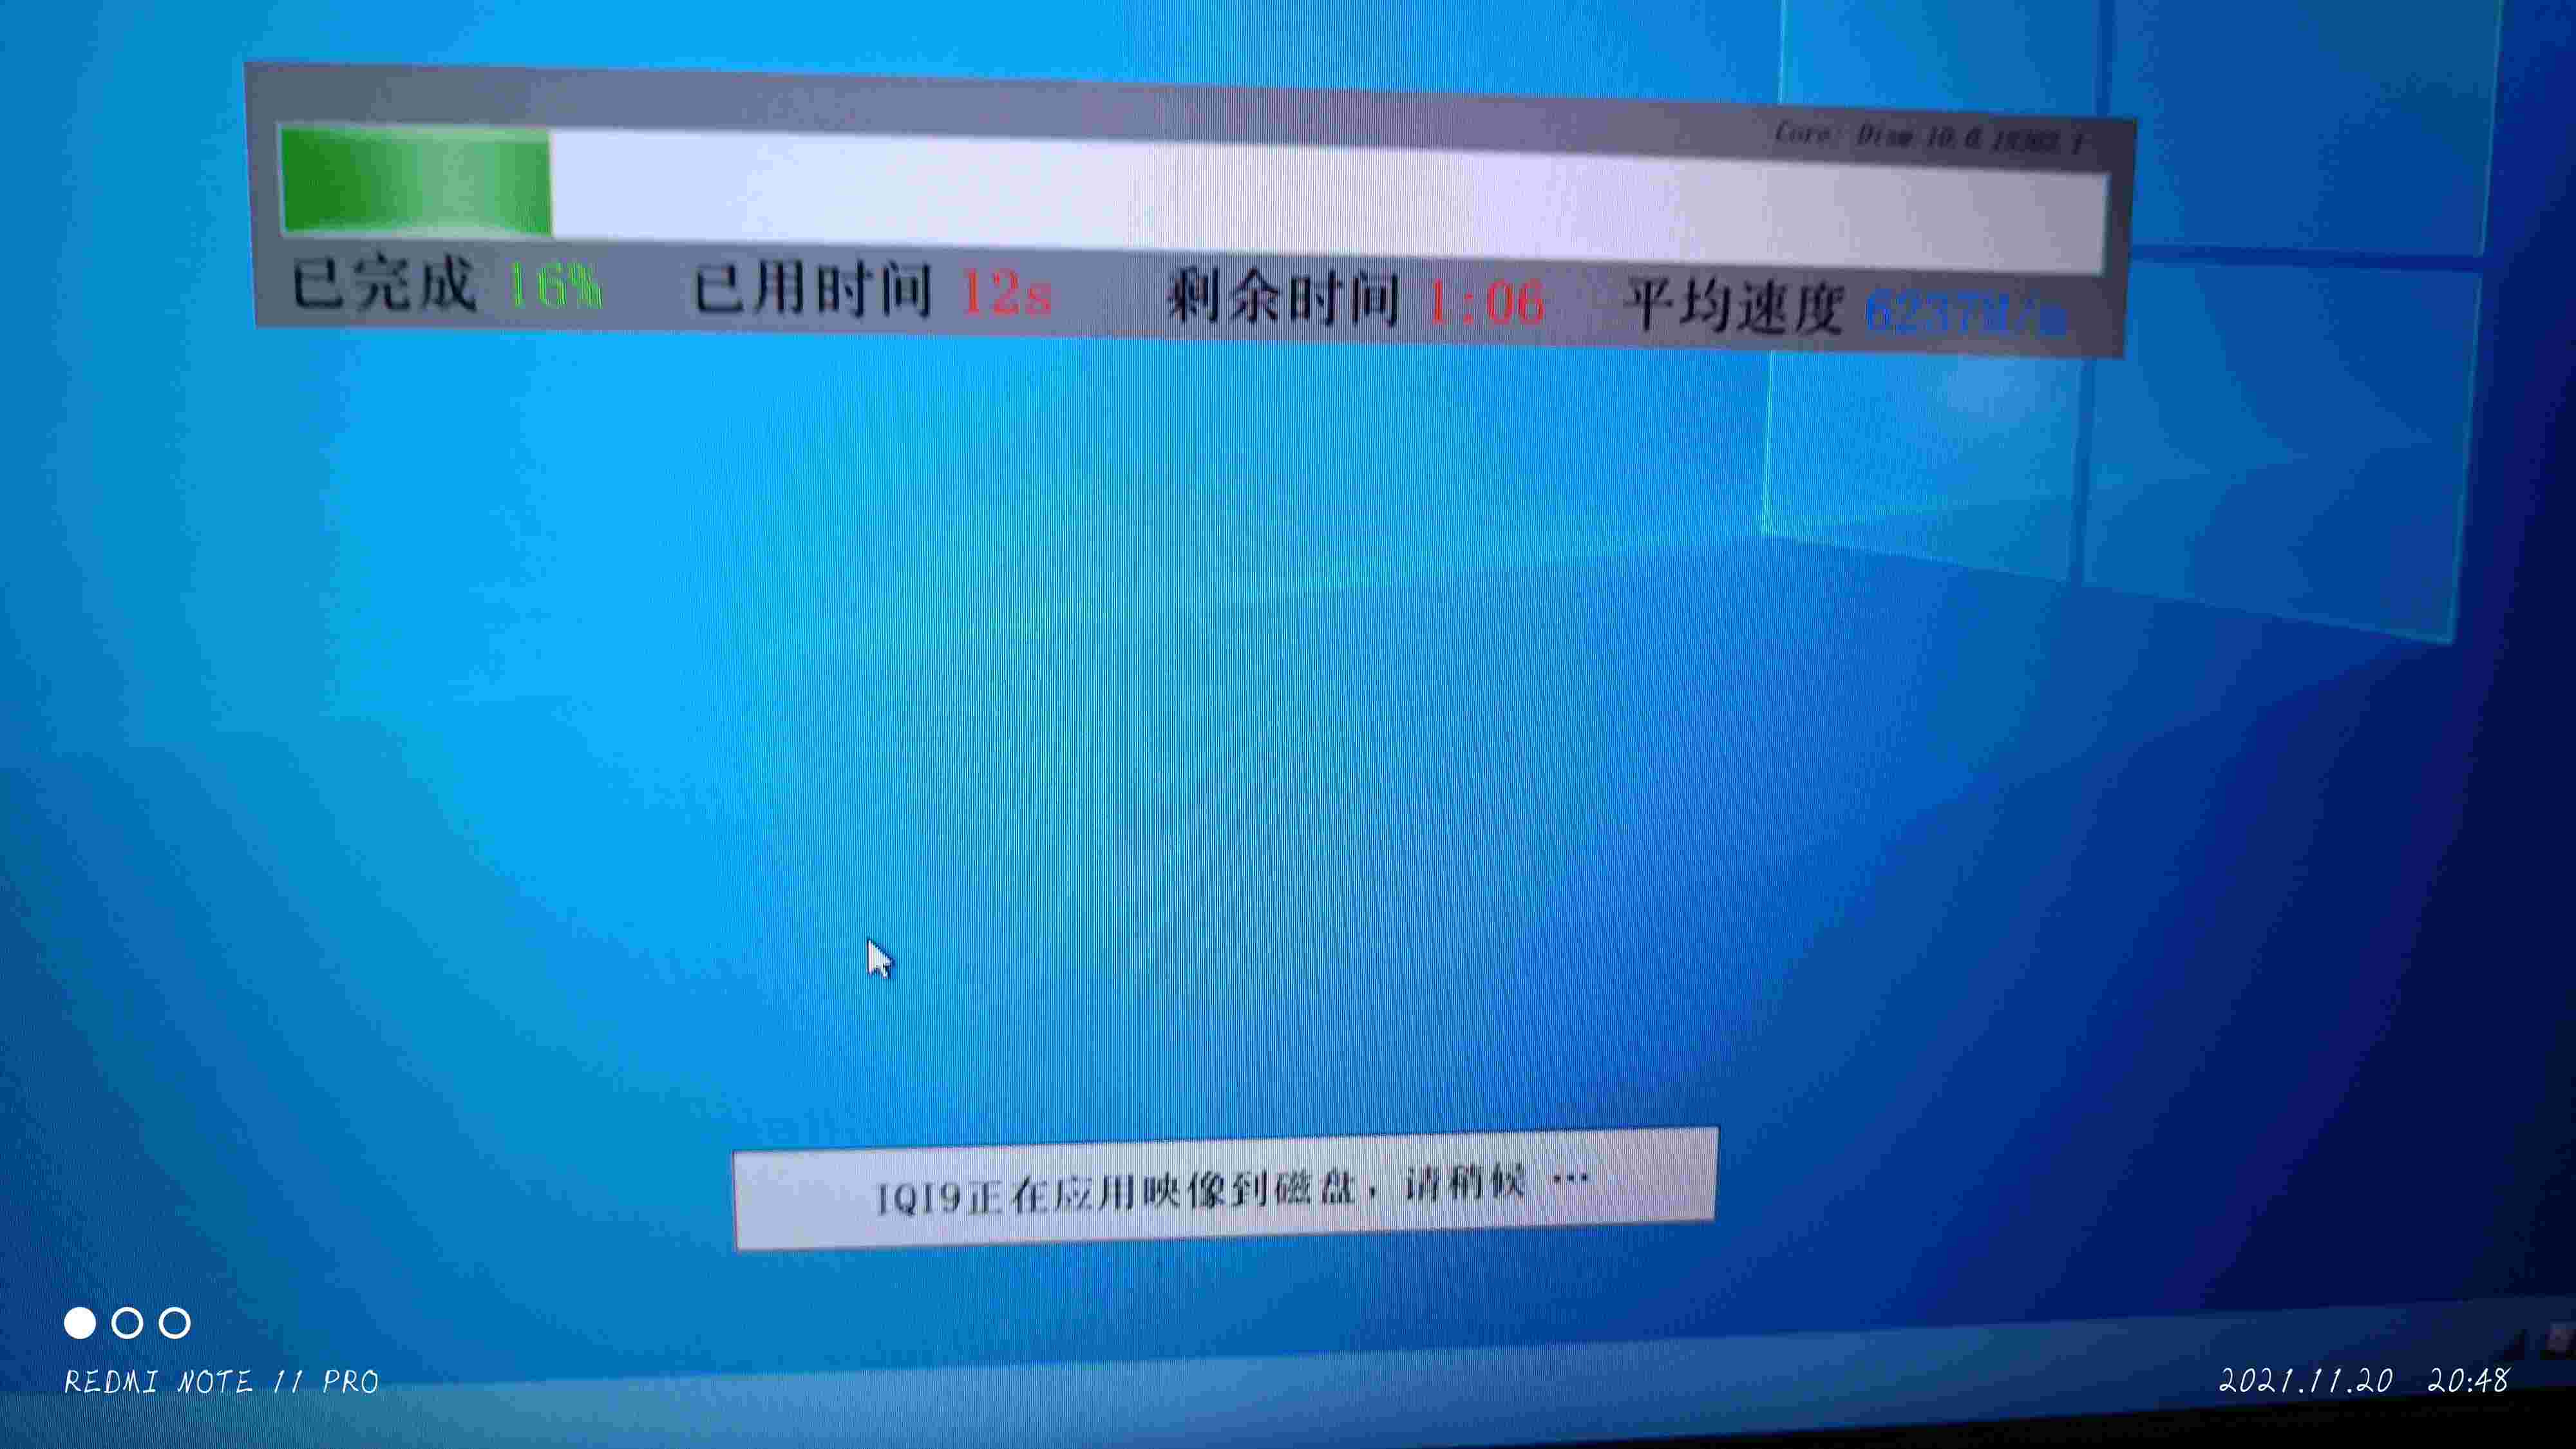 Core: Dism 10.0
已完成 16% 已用时间 12s 剩余时间 1:06 平均速度 6237M/m
IQI9正在应用映像到磁盘，请稍候 …
REDMI NOTE 11 PRO
2021.11.20 20:48